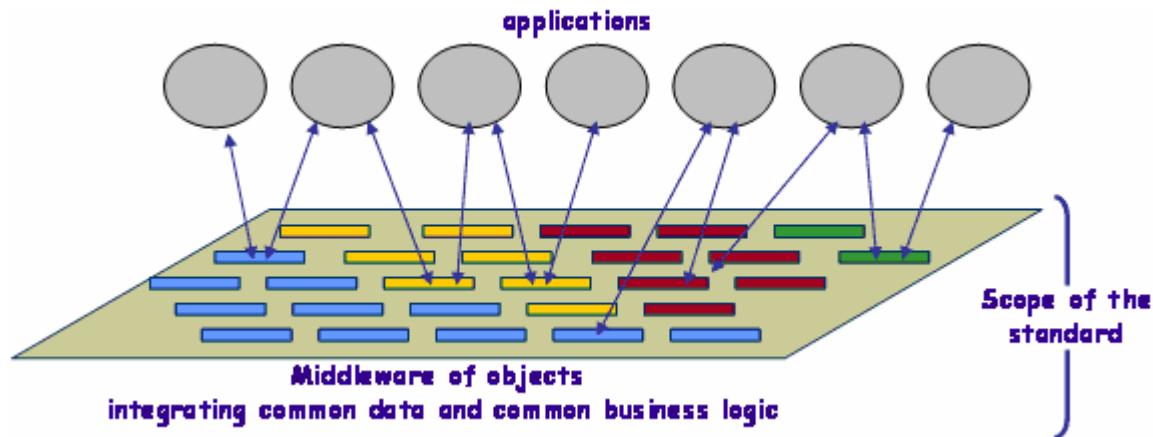 applications
Scope of the
standard
Middleware of objects
integrating common data and common business logic